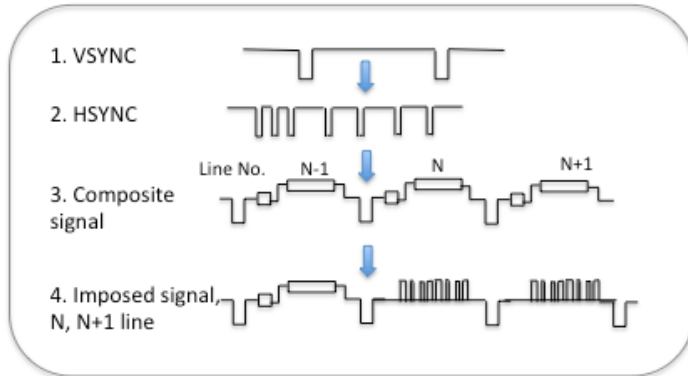 1. VSYNC
2. HSYNC
Line No. N-1 N N+1
3. Composite
signal
4. Imposed signal,
N, N+1 line